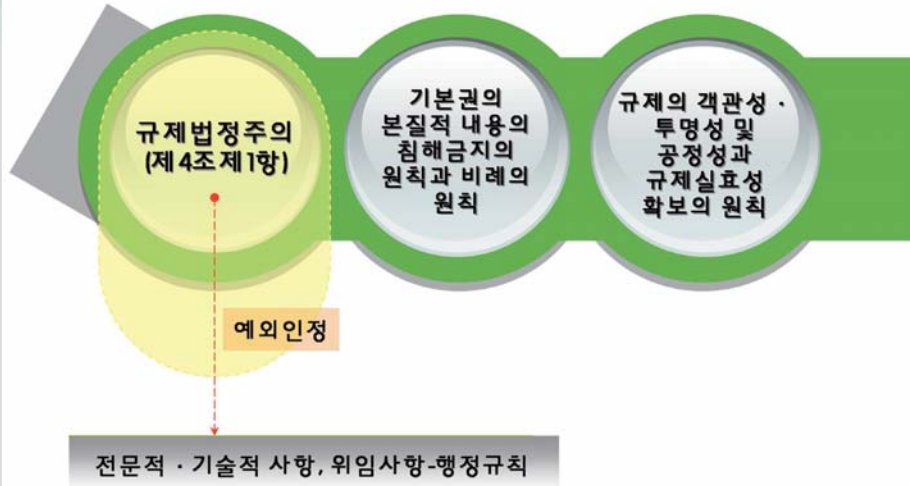 규제법정주의
(제4조제1항)
기본권의
본질적 내용의
침해금지의
원칙과 비례의
원칙
규제의 객관성 ·
투명성 및
공정성과
규제실효성
확보의 원칙
예외인정
전문적 · 기술적 사항, 위임사항-행정규칙